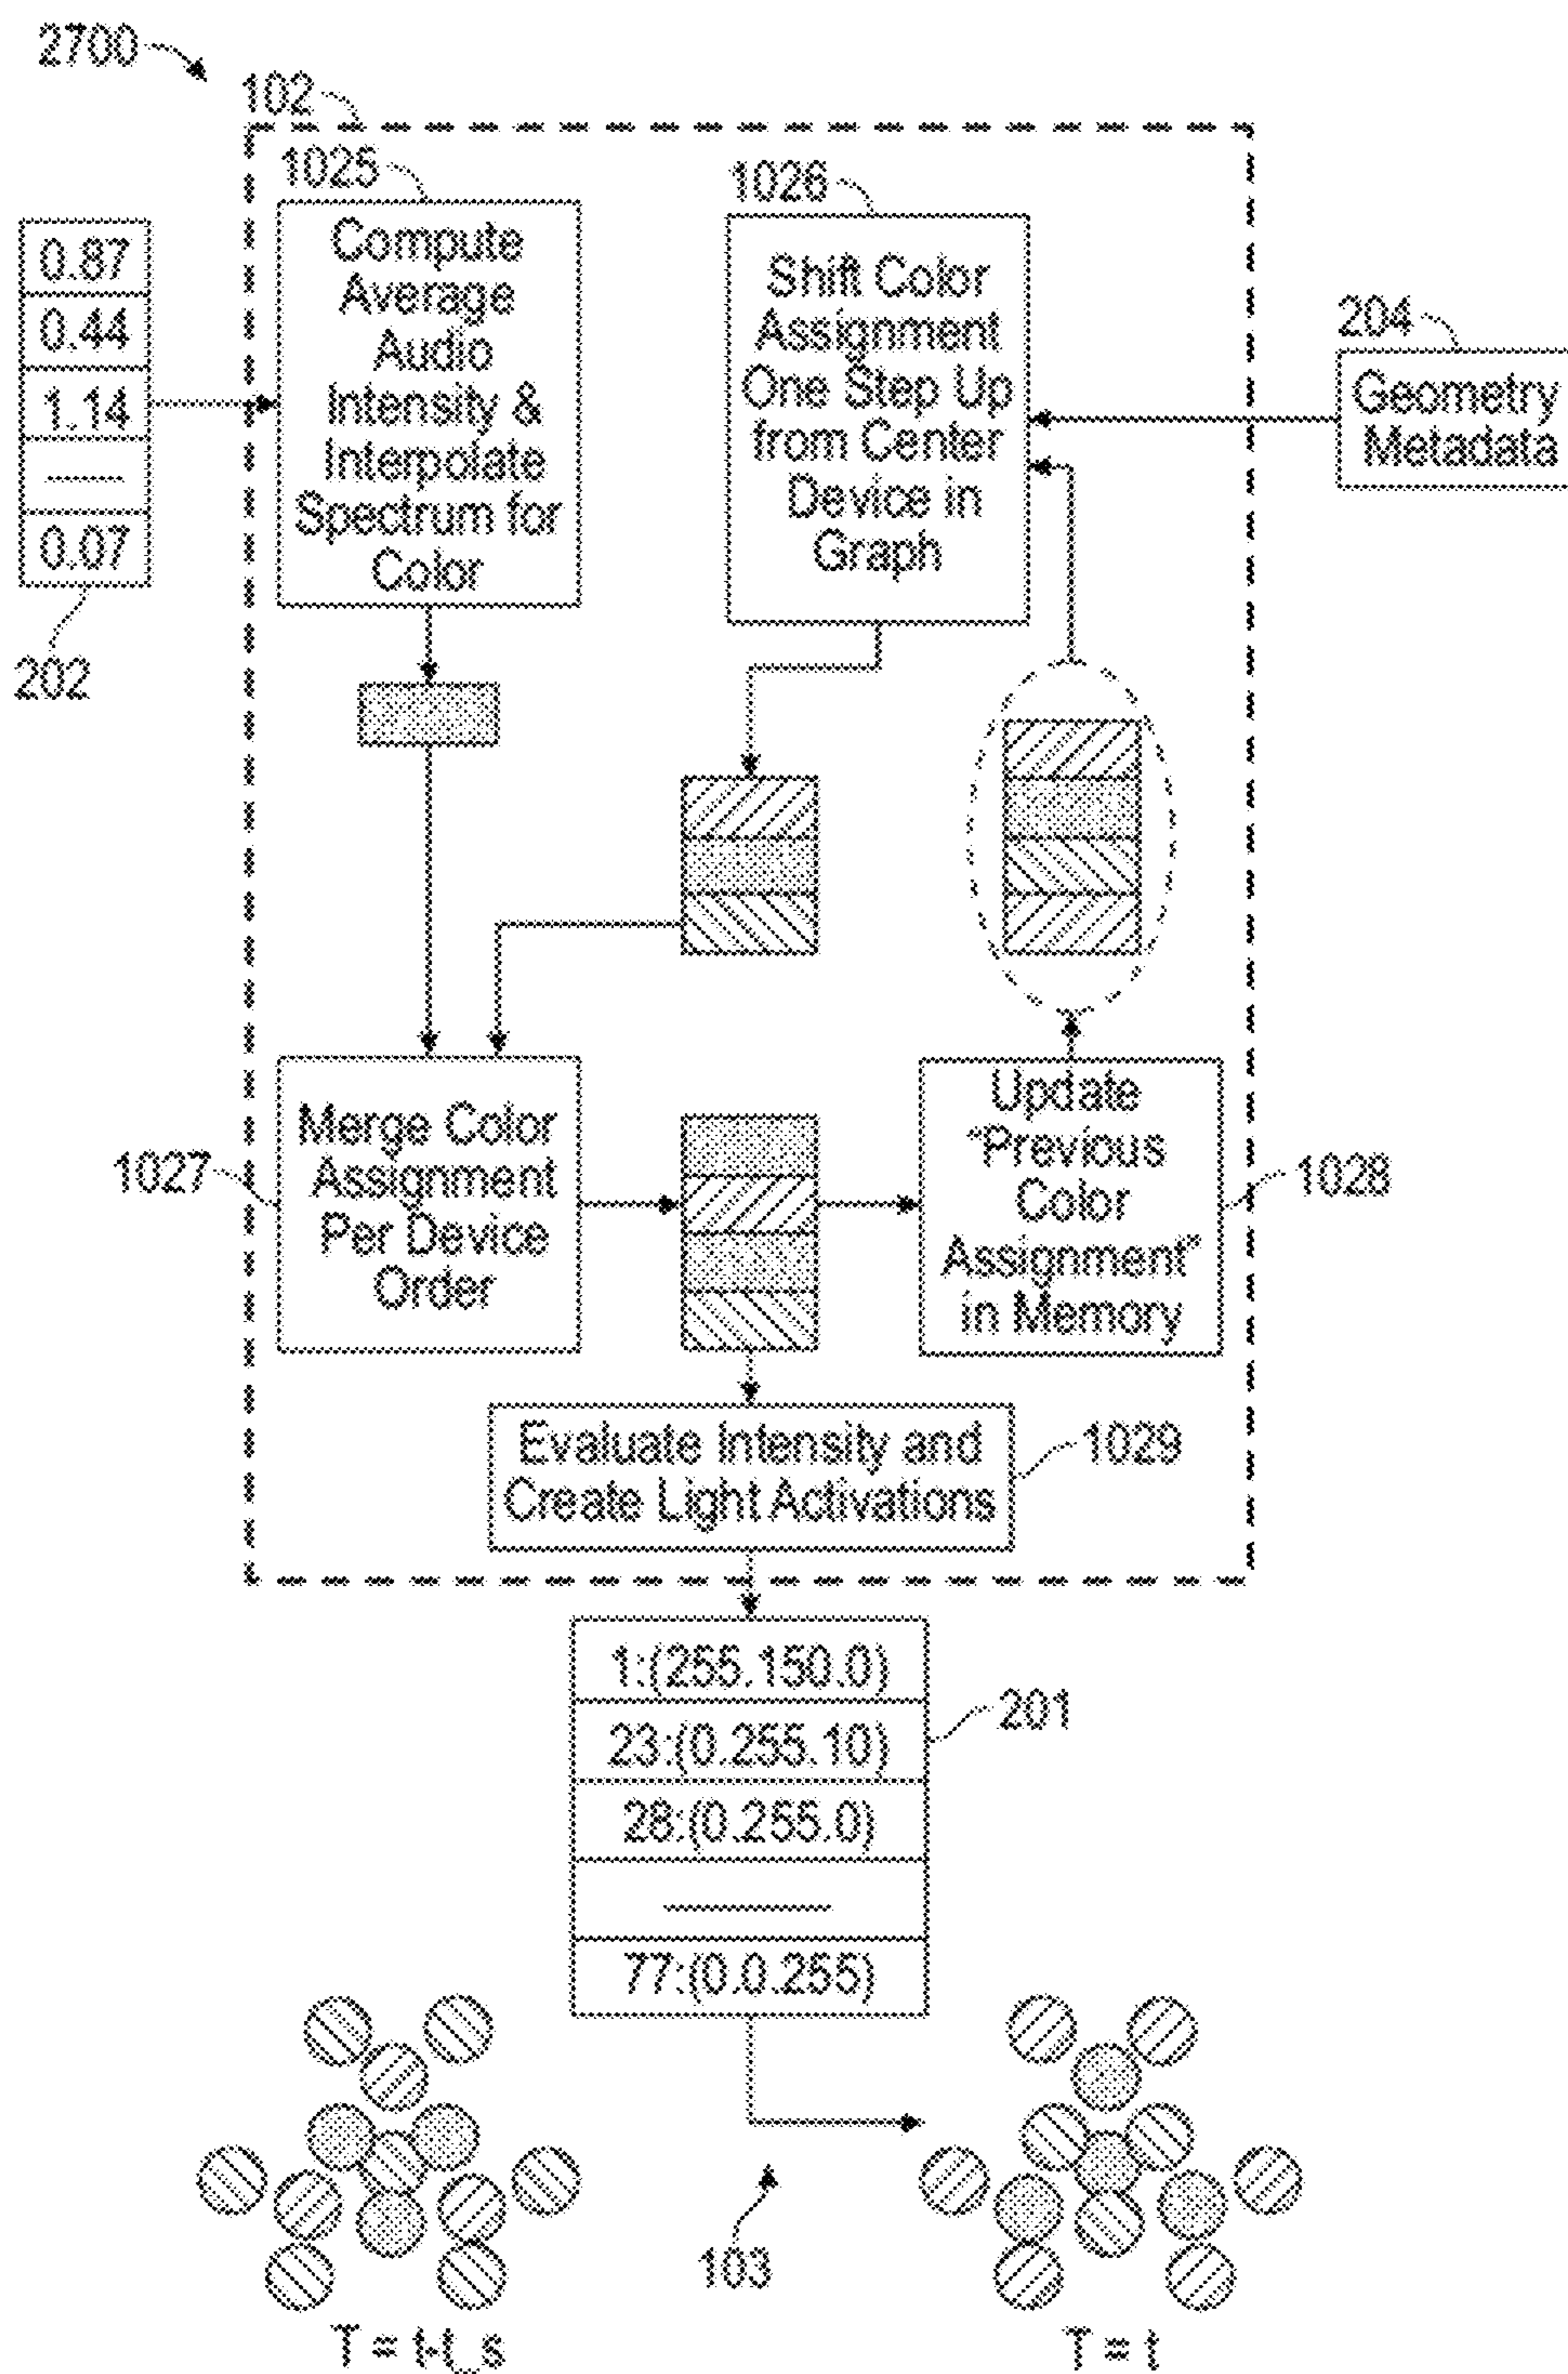 2700
102
1025
Compute
Average
Audio
Intensity &
Interpolate
Spectrum for
Color
1026
Shift Color
Assignment
One Step Up
from Center
Device in
Graph
204
Geometry
Metadata
0.87
0.44
1.14
0.07
202
1027
Merge Color
Assignment
Per Device
Order
Update
“Previous
Color
Assignment”
in Memory
1028
Evaluate Intensity and
Create Light Activations
1029
1:(255.150.0)
23:(0.255.10)
28:(0.255.0)
77:(0.0.255)
201
103
T = t-t_s
T = t